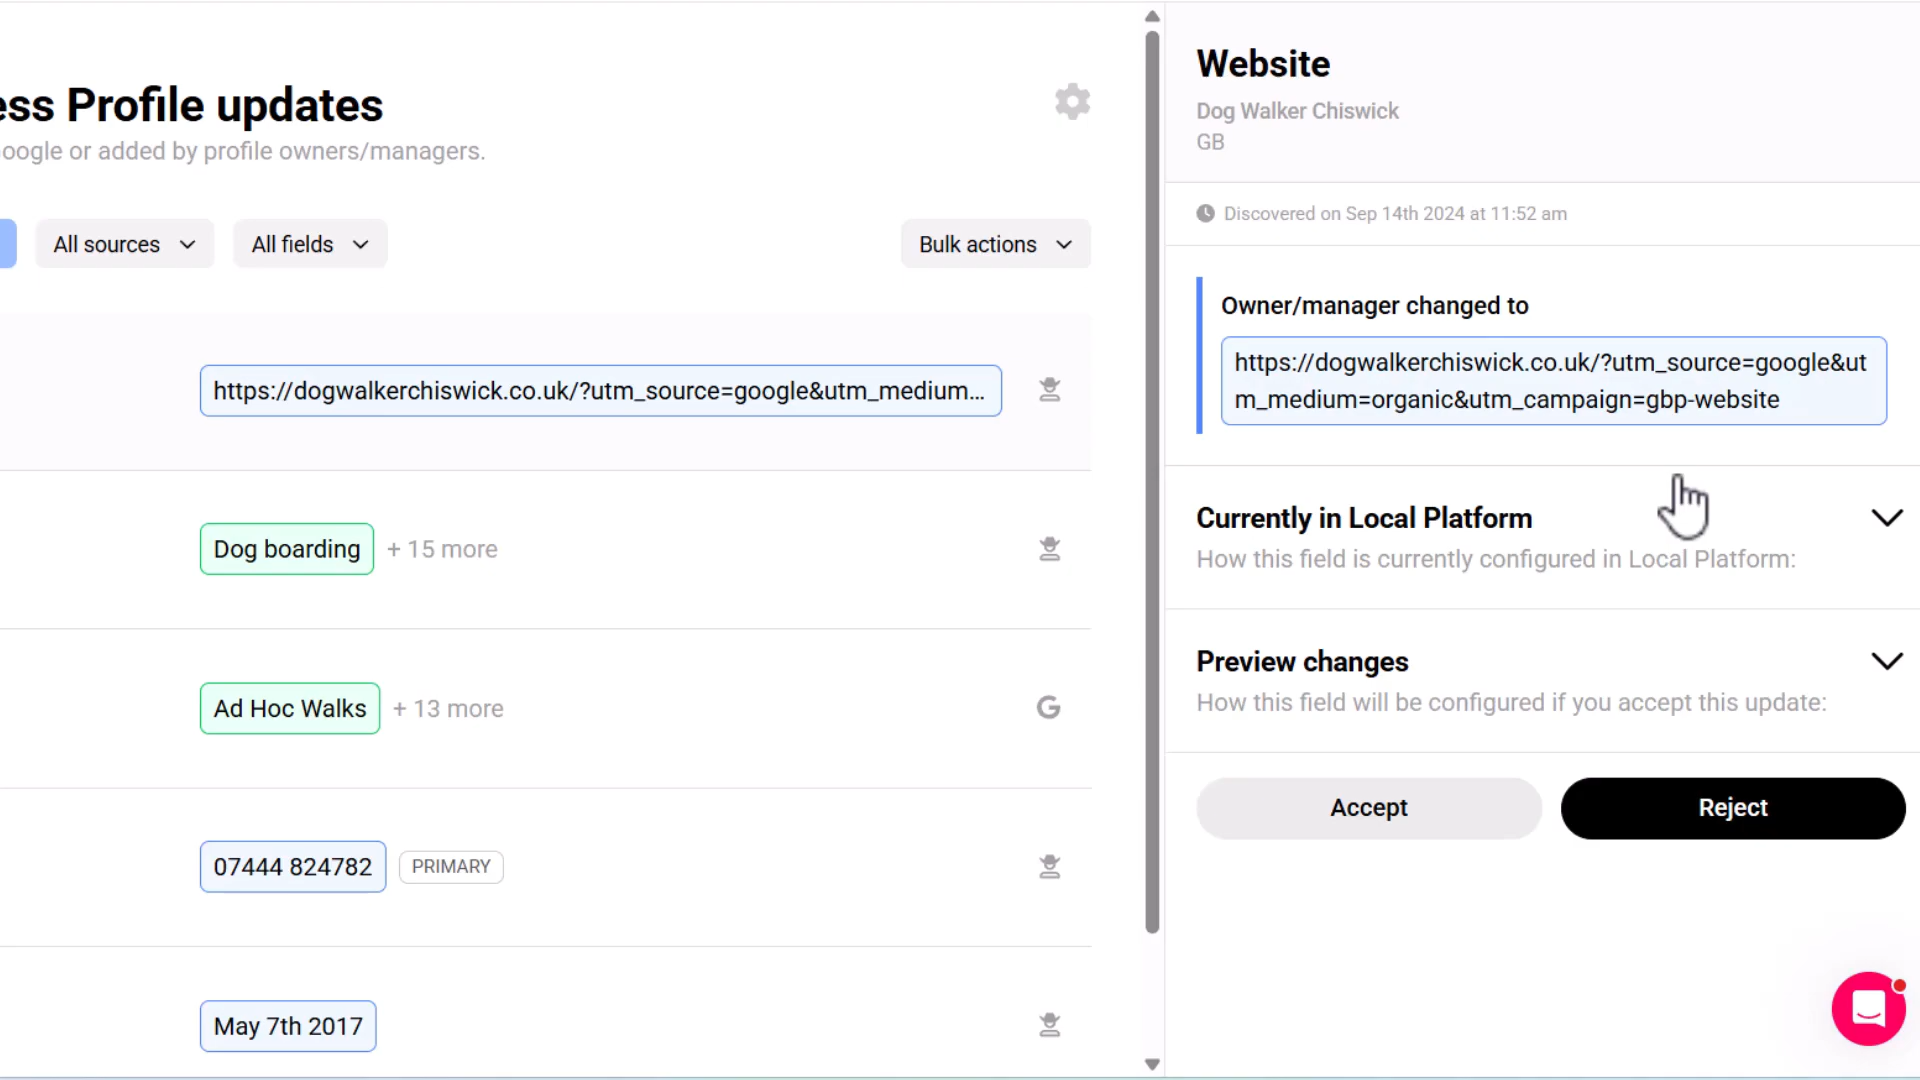 ess Profile updates
oogle or added by profile owners/managers.
All sources
All fields
Bulk actions
https://dogwalkerchiswick.co.uk/?utm_source=google&utm_medium...
Dog boarding + 15 more
Ad Hoc Walks + 13 more
G
07444 824782 PRIMARY
May 7th 2017
Website
Dog Walker Chiswick
GB
Discovered on Sep 14th 2024 at 11:52 am
Owner/manager changed to
https://dogwalkerchiswick.co.uk/?utm_source=google&ut
m_medium=organic&utm_campaign=gbp-website
Currently in Local Platform
How this field is currently configured in Local Platform:
Preview changes
How this field will be configured if you accept this update:
Accept
Reject